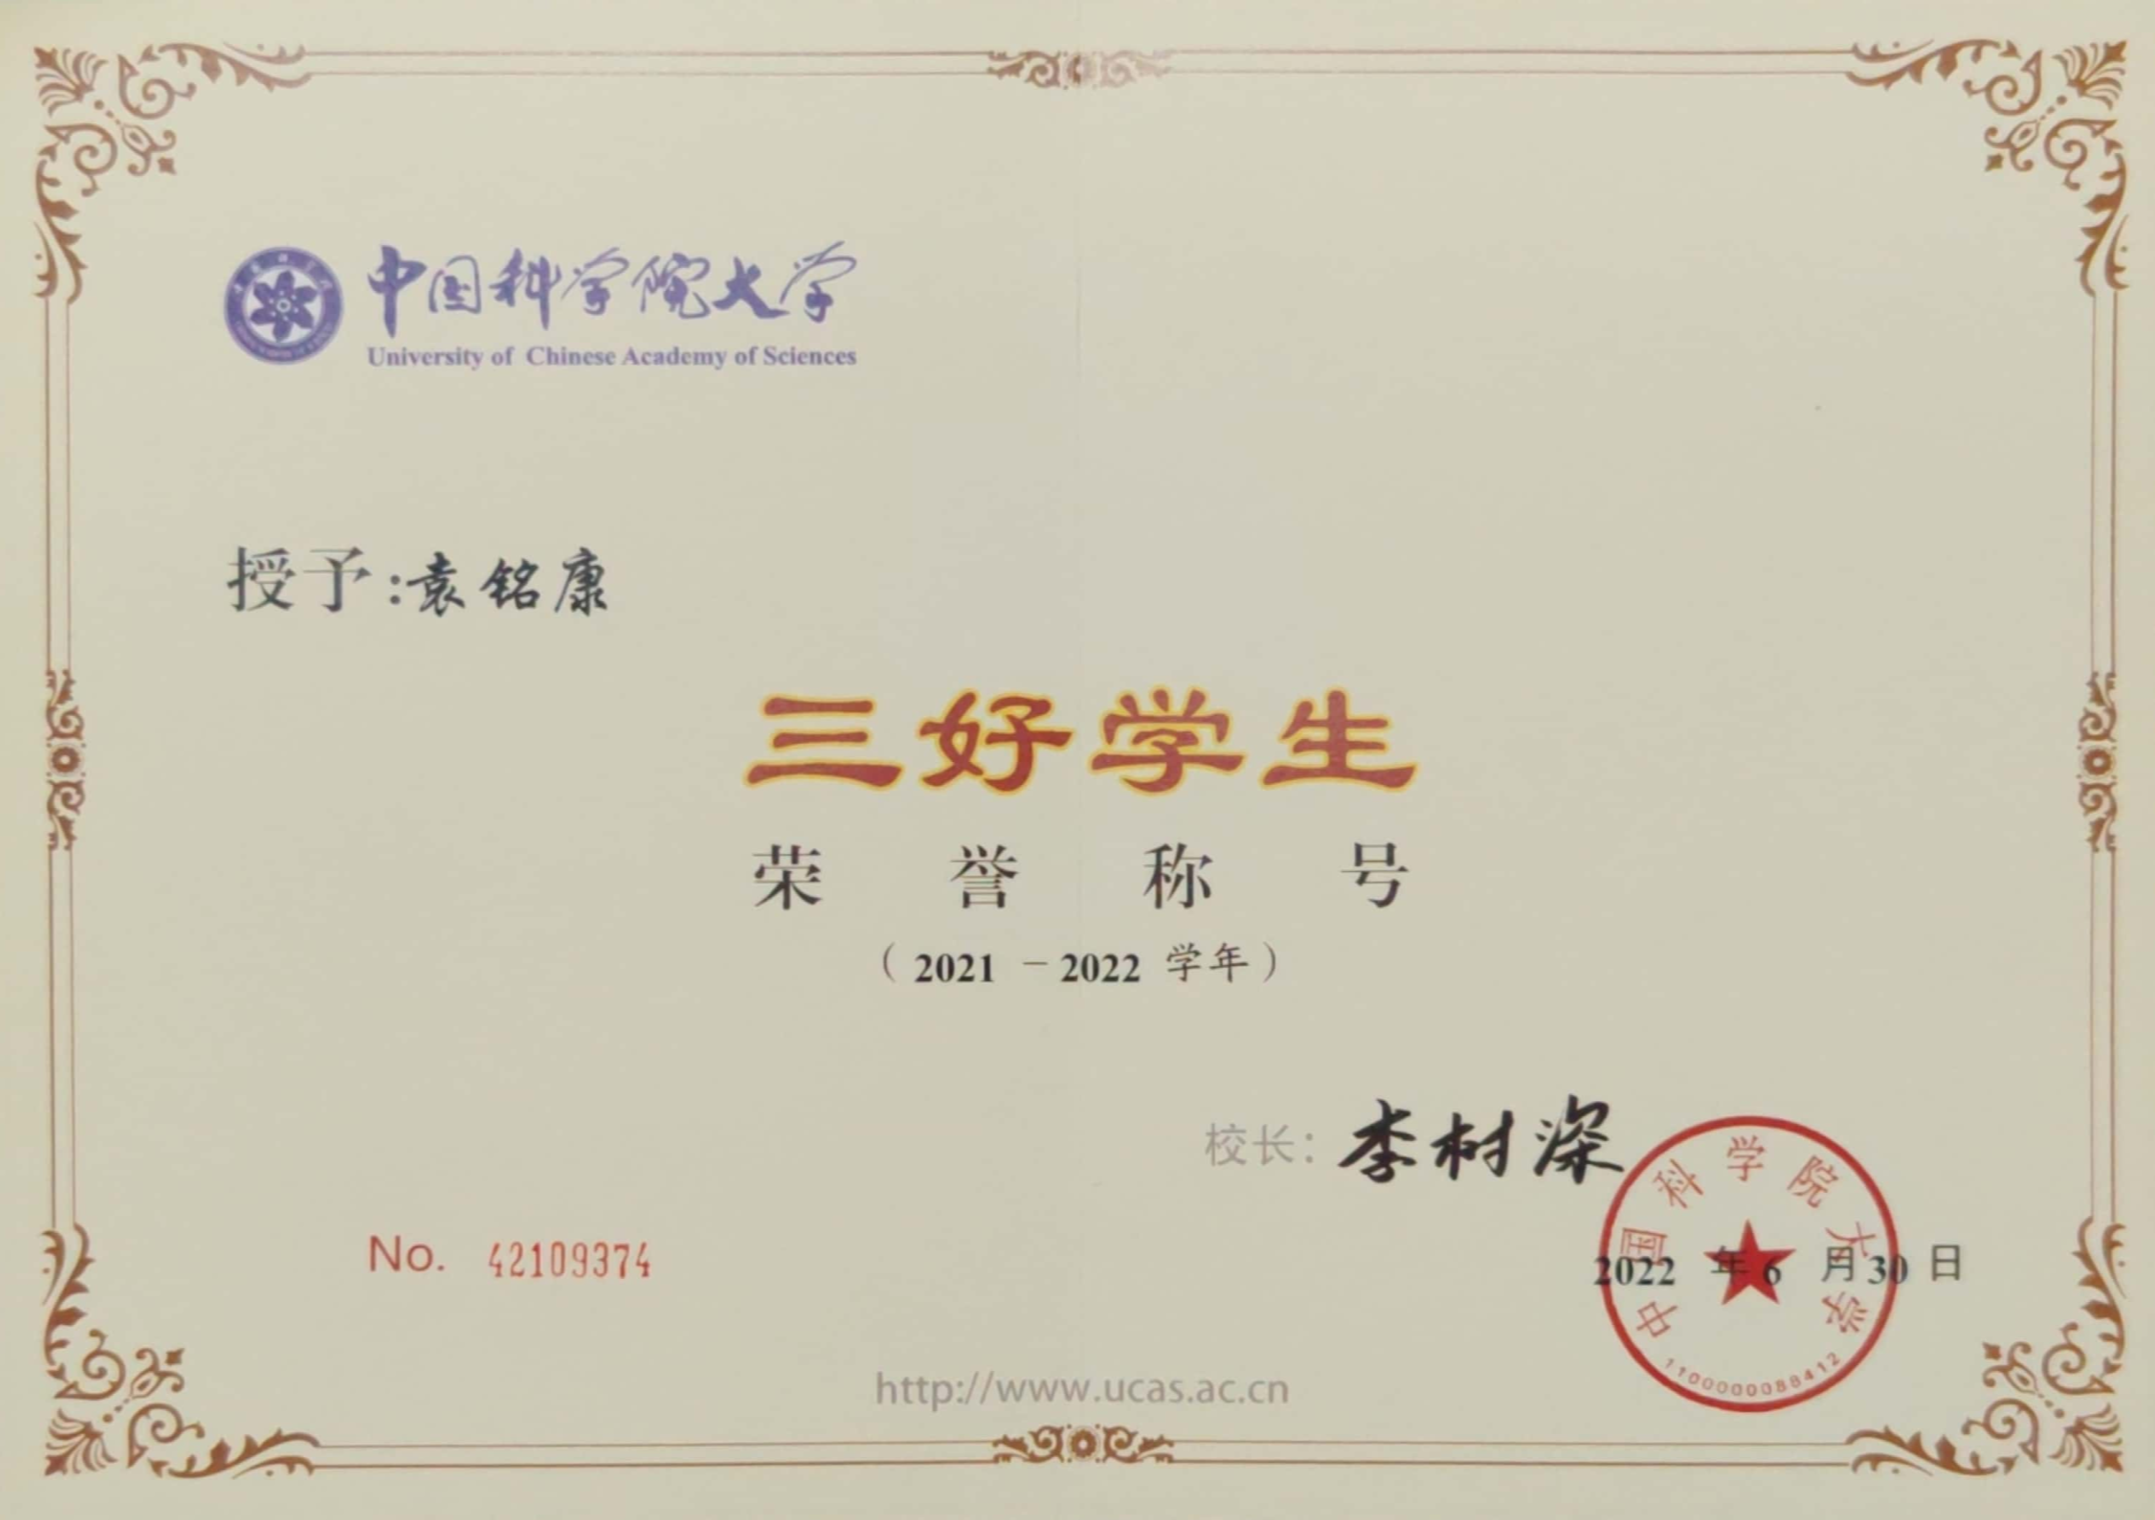 中国科学院大学
University of Chinese Academy of Sciences
授予:袁铭康
三好学生
荣誉称号
(2021-2022 学年)
校长: 李树深
中国科学院大学
No. 42109374
2022 年 6 月 30 日
1100000088412
http://www.ucas.ac.cn